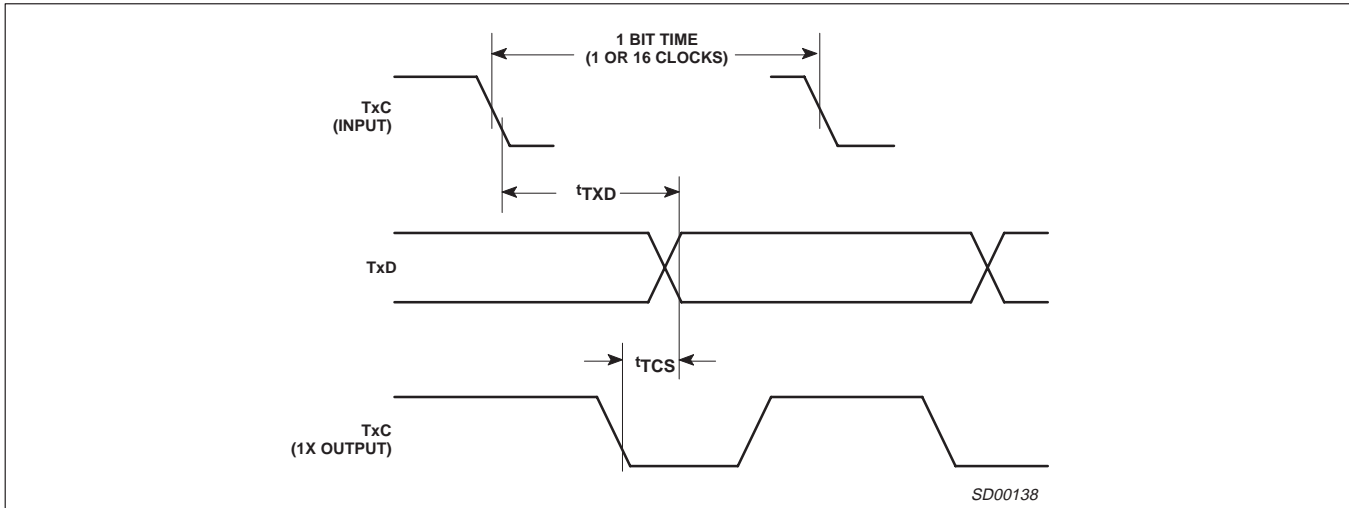 1 BIT TIME
(1 OR 16 CLOCKS)
TxC
(INPUT)
tTXD
TxD
tTCS
TxC
(1X OUTPUT)
SD00138